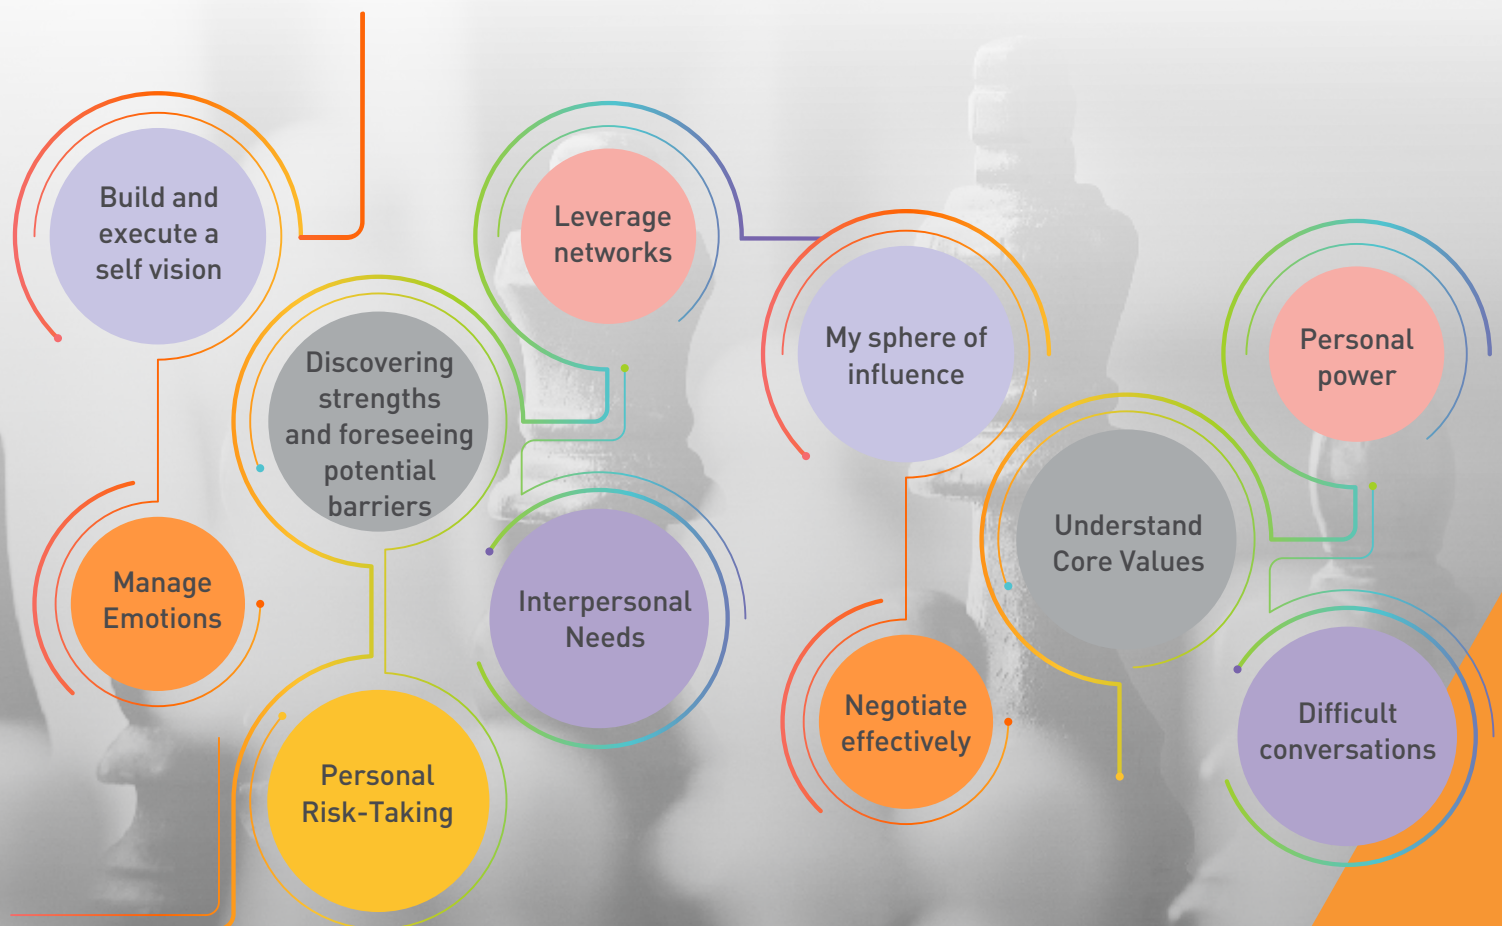 Build and
execute a
self vision
Leverage
networks
Discovering
strengths
and foreseeing
potential
barriers
Manage
Emotions
Interpersonal
Needs
Personal
Risk-Taking
My sphere of
influence
Personal
power
Understand
Core Values
Negotiate
effectively
Difficult
conversations